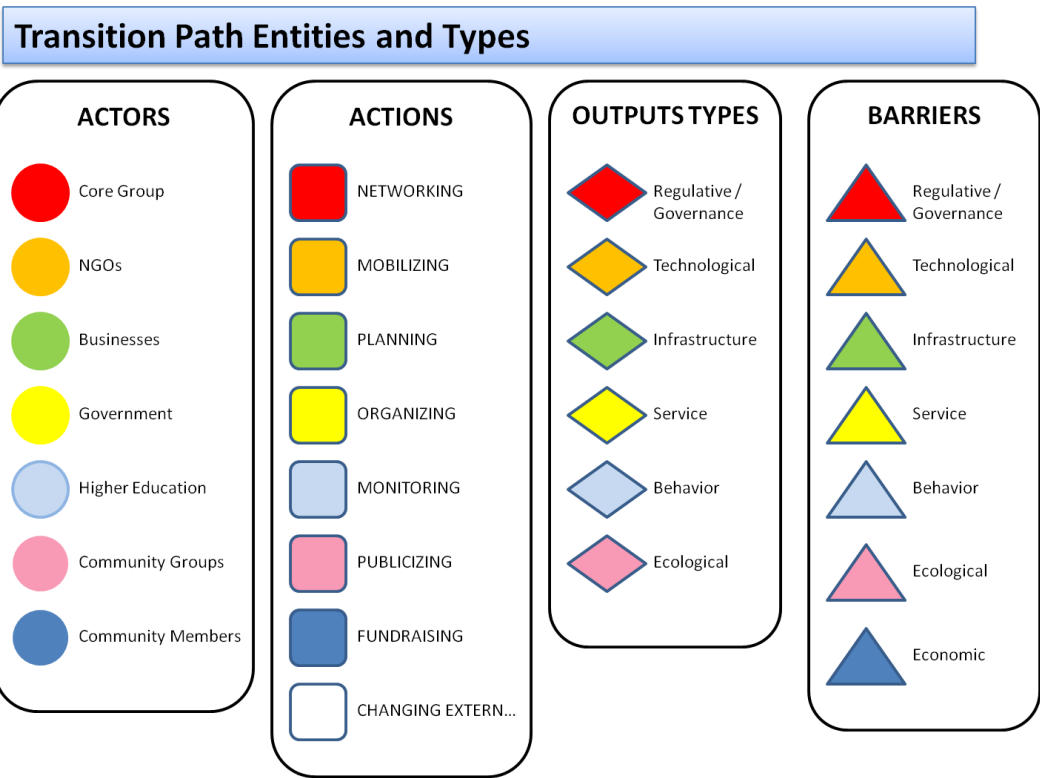 Transition Path Entities and Types
ACTORS
Core Group
NGOs
Businesses
Government
Higher Education
Community Groups
Community Members
ACTIONS
NETWORKING
MOBILIZING
PLANNING
ORGANIZING
MONITORING
PUBLICIZING
FUNDRAISING
CHANGING EXTERN...
OUTPUTS TYPES
Regulative /
Governance
Technological
Infrastructure
Service
Behavior
Ecological
BARRIERS
Regulative /
Governance
Technological
Infrastructure
Service
Behavior
Ecological
Economic